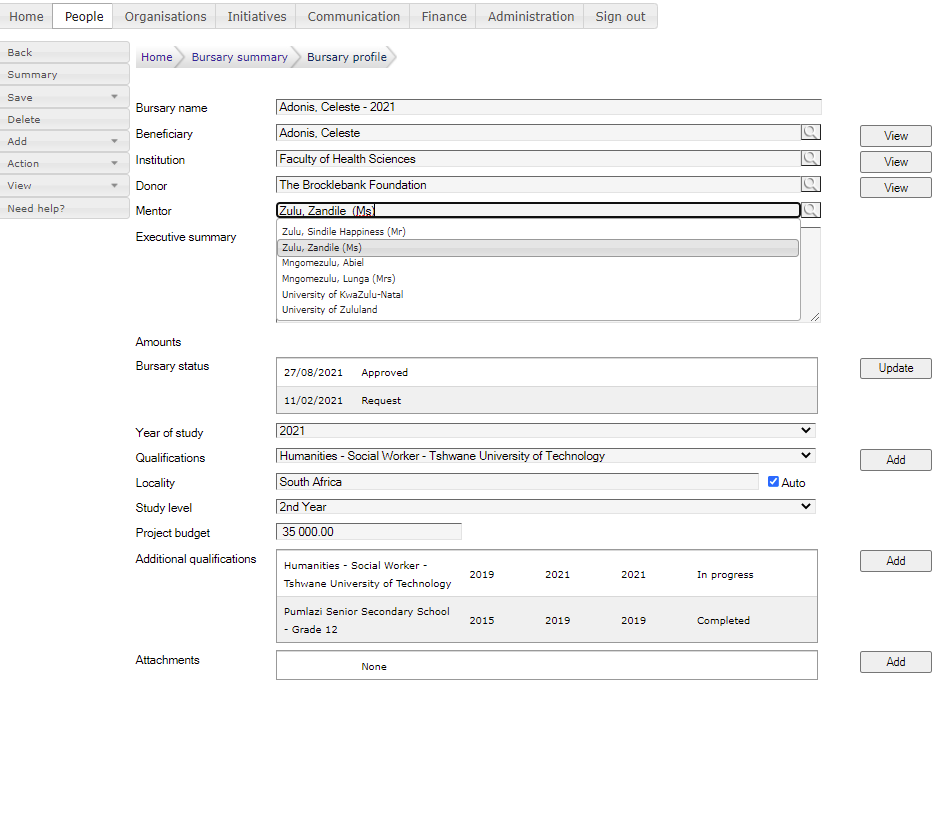 Home People Organisations Initiatives Communication Finance Administration Sign out
Back
Summary
Save
Delete
Add
Action
View
Need help?
Home Bursary summary Bursary profile
Bursary name Adonis, Celeste - 2021
Beneficiary Adonis, Celeste View
Institution Faculty of Health Sciences View
Donor The Brocklebank Foundation View
Mentor Zulu, Zandile (Ms)
Executive summary
Zulu, Sindile Happiness (Mr)
Zulu, Zandile (Ms)
Mngomezulu, Abiel
Mngomezulu, Lunga (Mrs)
University of KwaZulu-Natal
University of Zululand
Amounts
Bursary status
27/08/2021 Approved Update
11/02/2021 Request
Year of study 2021
Qualifications Humanities - Social Worker - Tshwane University of Technology Add
Locality South Africa Auto
Study level 2nd Year
Project budget 35 000.00
Additional qualifications Add
Humanities - Social Worker -
Tshwane University of Technology 2019 2021 2021 In progress
Pumlazi Senior Secondary School
- Grade 12 2015 2019 2019 Completed
Attachments None Add